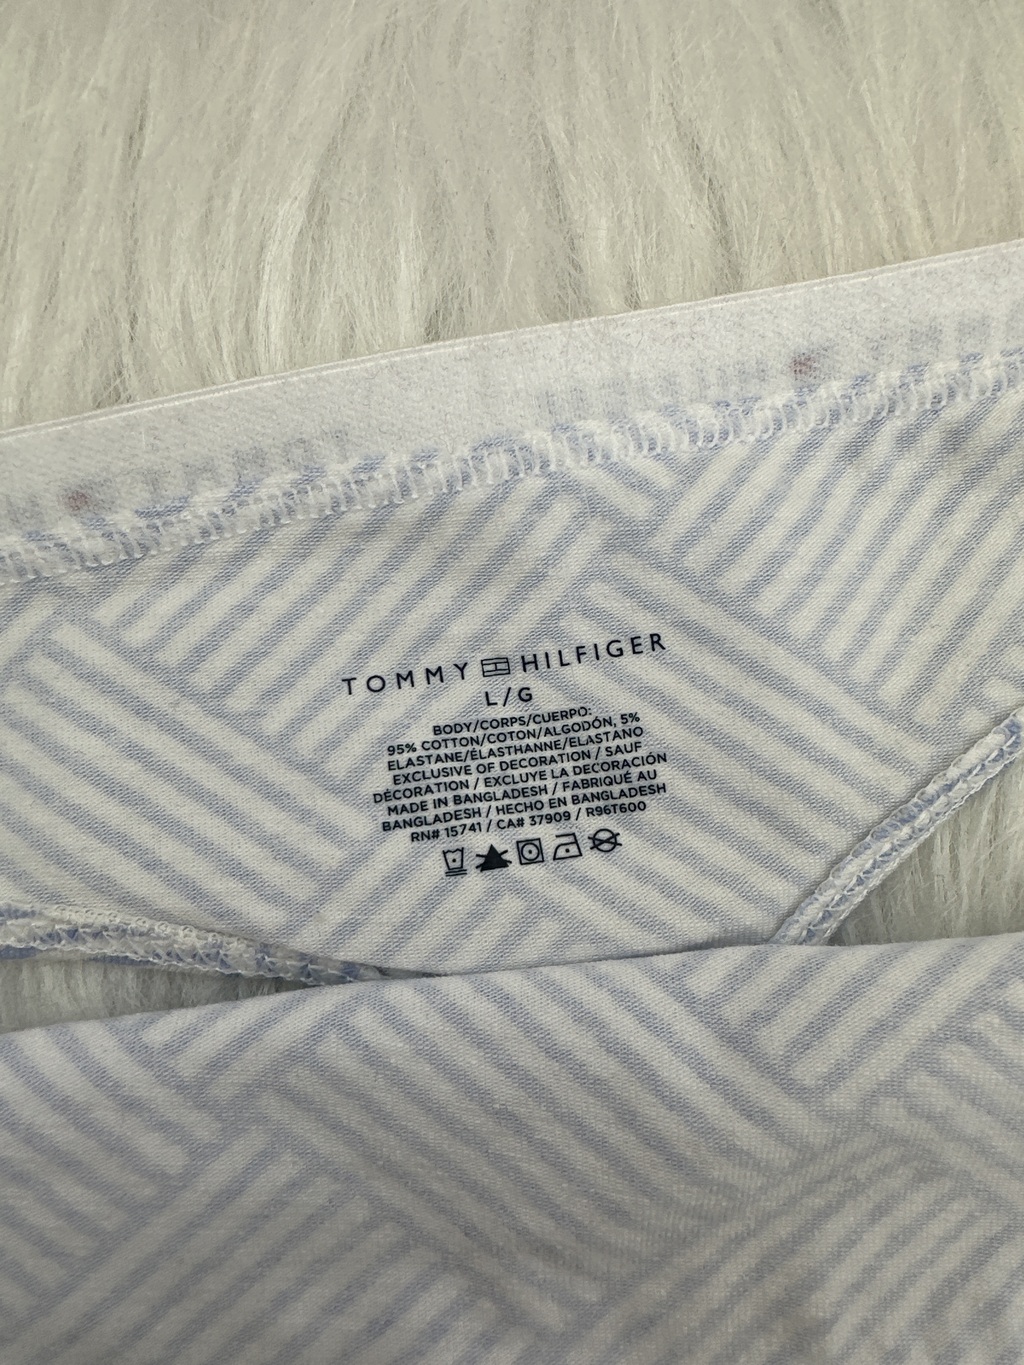 TOMMY HILFIGER
L/G
BODY/CORPS/CUERPO:
95% COTTON/COTON/ALGODÓN, 5%
ELASTANE/ÉLASTHANNE/ELASTANO
EXCLUSIVE OF DECORATION / SAUF
DÉCORATION / EXCLUYE LA DECORACIÓN
MADE IN BANGLADESH / FABRIQUÉ AU
BANGLADESH / HECHO EN BANGLADESH
RN# 15741 / CA# 37909 / R96T600